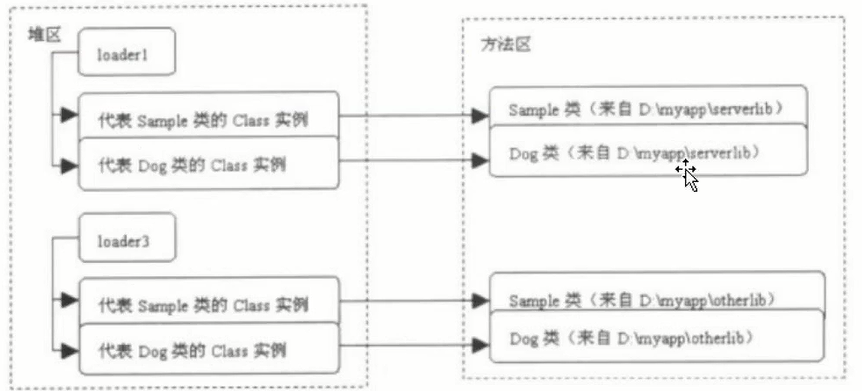 堆区
方法区
loader1
代表 Sample 类的 Class 实例
Sample 类（来自 D:\myapp\serverlib）
代表 Dog 类的 Class 实例
Dog 类（来自 D:\myapp\serverlib）
loader3
代表 Sample 类的 Class 实例
Sample 类（来自 D:\myapp\otherlib）
代表 Dog 类的 Class 实例
Dog 类（来自 D:\myapp\otherlib）